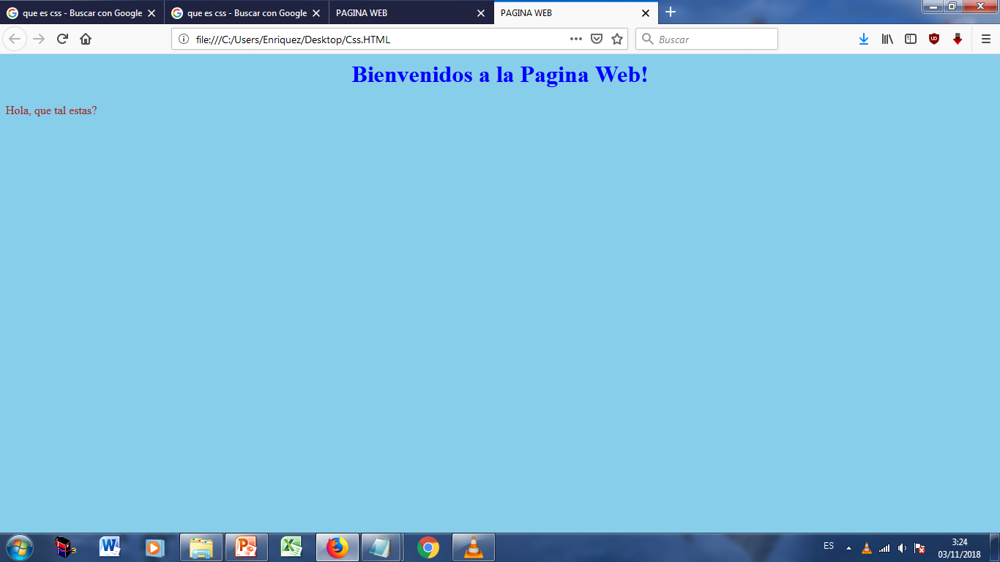 que es css - Buscar con Google
que es css - Buscar con Google
PAGINA WEB
PAGINA WEB
file:///C:/Users/Enriquez/Desktop/Css.HTML
Buscar
Bienvenidos a la Pagina Web!
Hola, que tal estas?
ES
3:24
03/11/2018